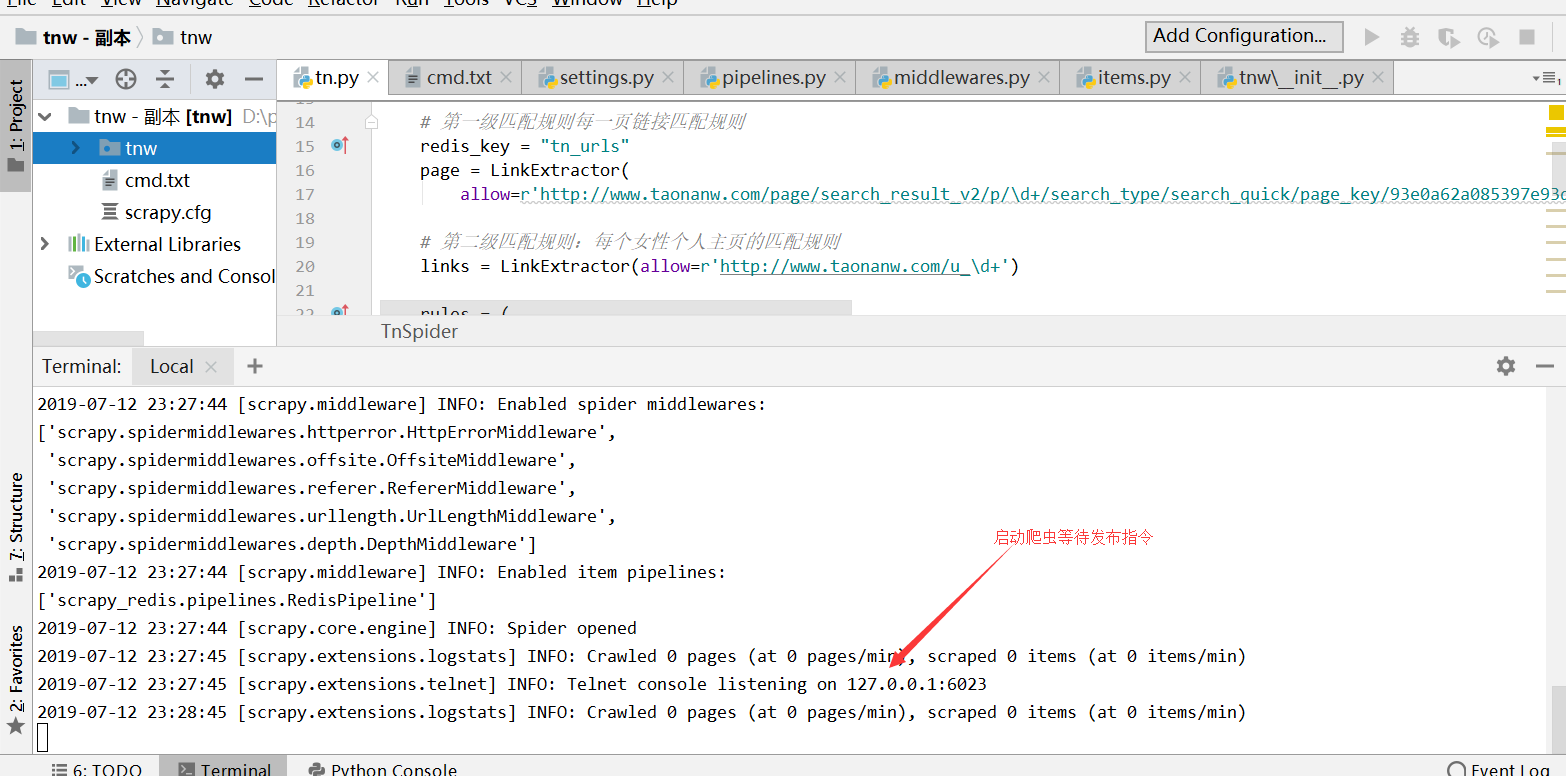 File Edit View Navigate Code Refactor Run Tools VCS Window Help
tnw - 副本 tnw Add Configuration...
1: Project
... tn.py cmd.txt settings.py pipelines.py middlewares.py items.py tnw\__init__.py
tnw - 副本 [tnw] D:\p
tnw
cmd.txt
scrapy.cfg
External Libraries
Scratches and Consol
14 # 第一级匹配规则每一页链接匹配规则
15 redis_key = "tn_urls"
16 page = LinkExtractor(
17 allow=r'http://www.taonanw.com/page/search_result_v2/p/\d+/search_type/search_quick/page_key/93e0a62a085397e93
18
19 # 第二级匹配规则：每个女性个人主页的匹配规则
20 links = LinkExtractor(allow=r'http://www.taonanw.com/u_\d+')
21
22 rules = (
TnSpider
Terminal: Local
2019-07-12 23:27:44 [scrapy.middleware] INFO: Enabled spider middlewares:
['scrapy.spidermiddlewares.httperror.HttpErrorMiddleware',
'scrapy.spidermiddlewares.offsite.OffsiteMiddleware',
'scrapy.spidermiddlewares.referer.RefererMiddleware',
'scrapy.spidermiddlewares.urllength.UrlLengthMiddleware',
'scrapy.spidermiddlewares.depth.DepthMiddleware']
启动爬虫等待发布指令
2019-07-12 23:27:44 [scrapy.middleware] INFO: Enabled item pipelines:
['scrapy_redis.pipelines.RedisPipeline']
2019-07-12 23:27:44 [scrapy.core.engine] INFO: Spider opened
2019-07-12 23:27:45 [scrapy.extensions.logstats] INFO: Crawled 0 pages (at 0 pages/min), scraped 0 items (at 0 items/min)
2019-07-12 23:27:45 [scrapy.extensions.telnet] INFO: Telnet console listening on 127.0.0.1:6023
2019-07-12 23:28:45 [scrapy.extensions.logstats] INFO: Crawled 0 pages (at 0 pages/min), scraped 0 items (at 0 items/min)
7: Structure
2: Favorites
6: TODO Terminal Python Console Event Log